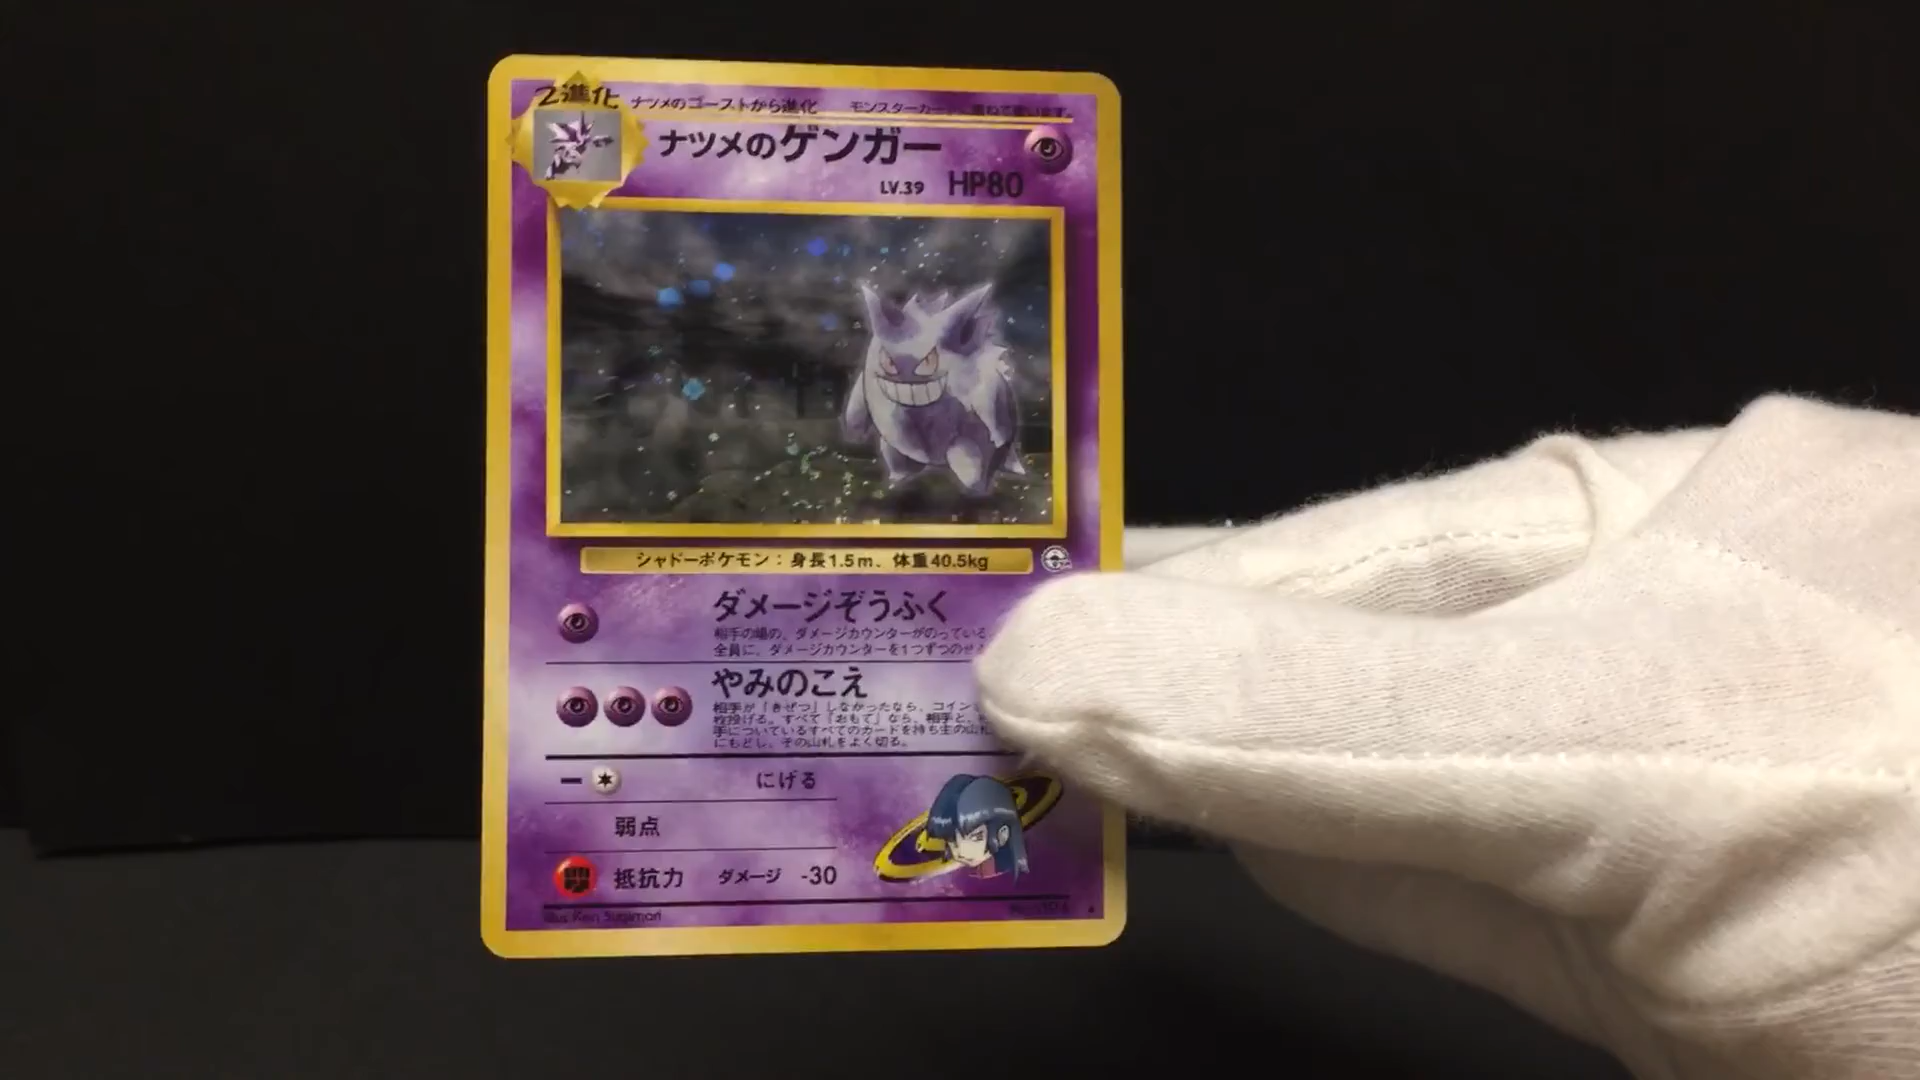 2進化 ナツメのゴーストから進化 モンスターカード
ナツメのゲンガー
LV.39 HP80
シャドーポケモン：身長1.5m、体重40.5kg
ダメージぞうふく
相手の場の、ダメージカウンターがのっている
全員に、ダメージカウンターを1つずつのせ
やみのこえ
相手が「きぜつ」しなかったなら、コイン
枚投げる。すべて「おもて」なら、相手と、
手についているすべてのカードを持ち主の山札
にもどし、その山札をよく切る。
− にげる
弱点
抵抗力 ダメージ -30
Illus. Ken Sugimori